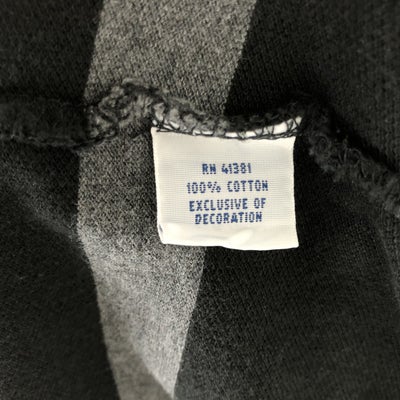 RN 41381
100% COTTON
EXCLUSIVE OF
DECORATION